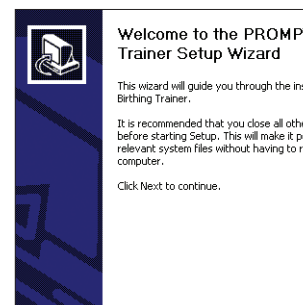 Welcome to the PROMP
Trainer Setup Wizard
This wizard will guide you through the in
Birthing Trainer.
It is recommended that you close all oth
before starting Setup. This will make it p
relevant system files without having to r
computer.
Click Next to continue.